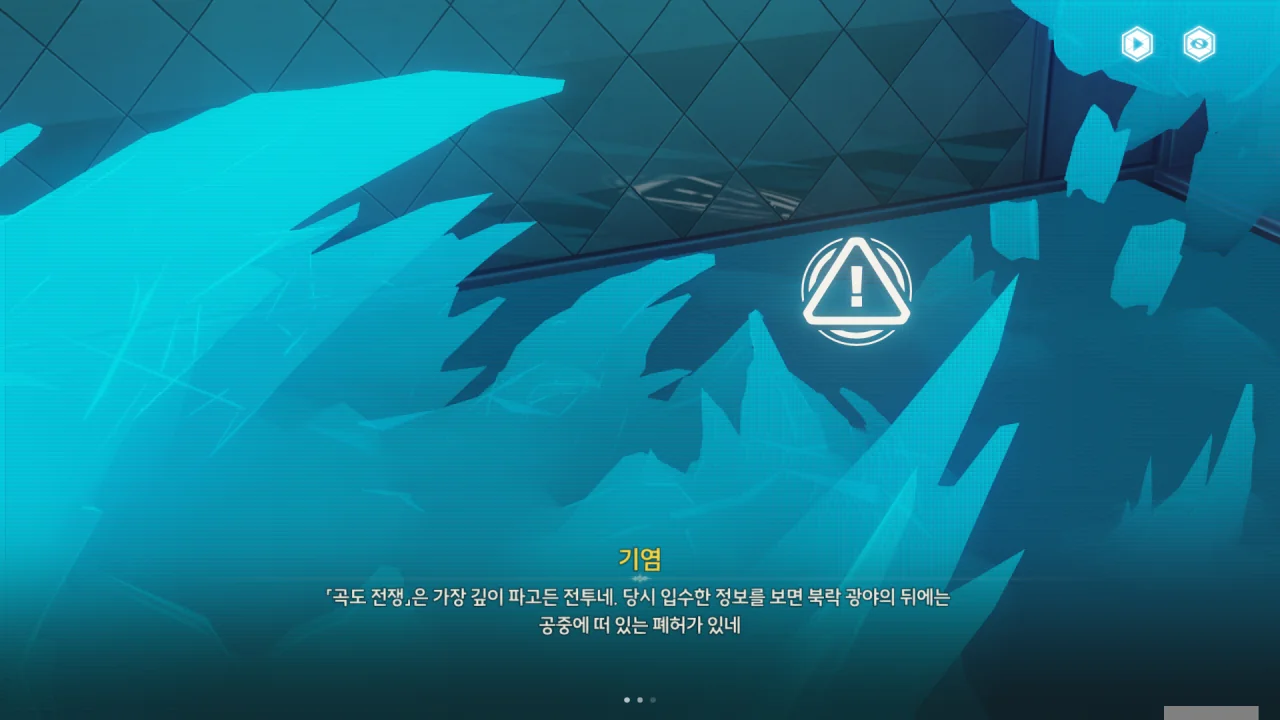 기염
「곡도 전쟁」은 가장 깊이 파고든 전투네. 당시 입수한 정보를 보면 북락 광야의 뒤에는
공중에 떠 있는 폐허가 있네